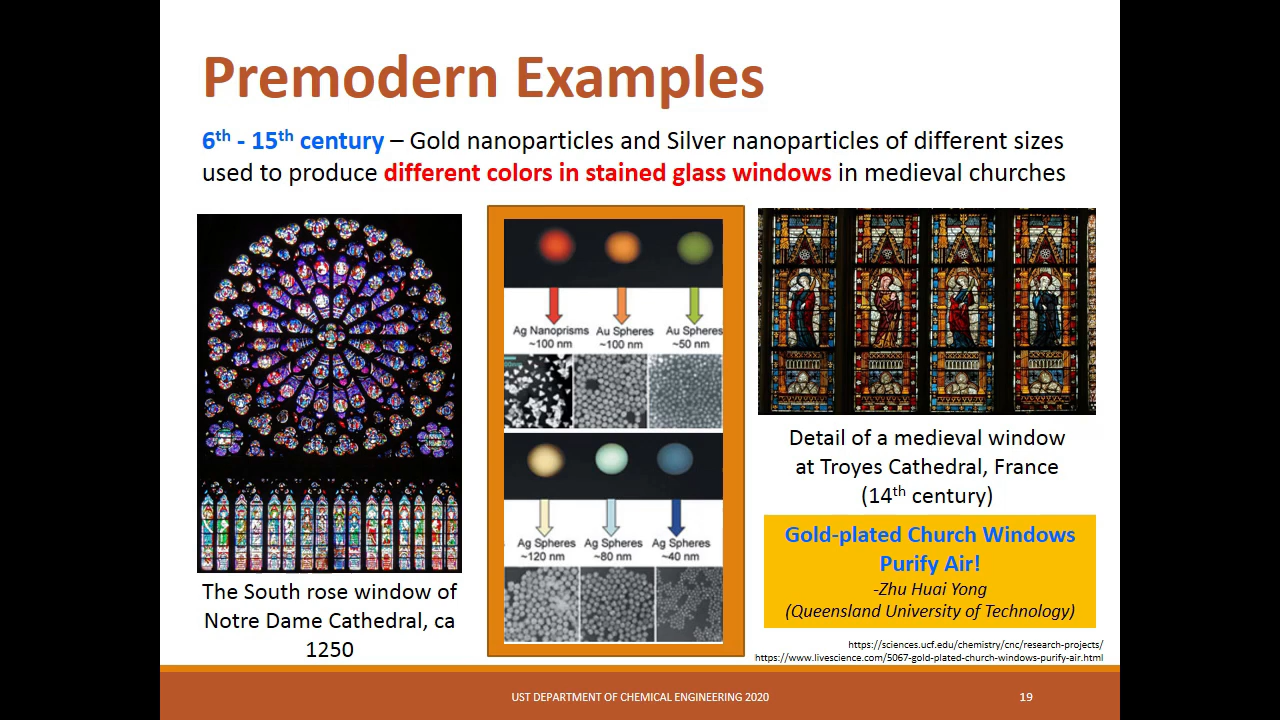 Premodern Examples
6th - 15th century – Gold nanoparticles and Silver nanoparticles of different sizes
used to produce different colors in stained glass windows in medieval churches
Ag Nanoprisms
~100 nm
Au Spheres
~100 nm
Au Spheres
~50 nm
Ag Spheres
~120 nm
Ag Spheres
~80 nm
Ag Spheres
~40 nm
The South rose window of
Notre Dame Cathedral, ca
1250
Detail of a medieval window
at Troyes Cathedral, France
(14th century)
Gold-plated Church Windows
Purify Air!
-Zhu Huai Yong
(Queensland University of Technology)
https://sciences.ucf.edu/chemistry/cnc/research-projects/
https://www.livescience.com/5067-gold-plated-church-windows-purify-air.html
UST DEPARTMENT OF CHEMICAL ENGINEERING 2020
19